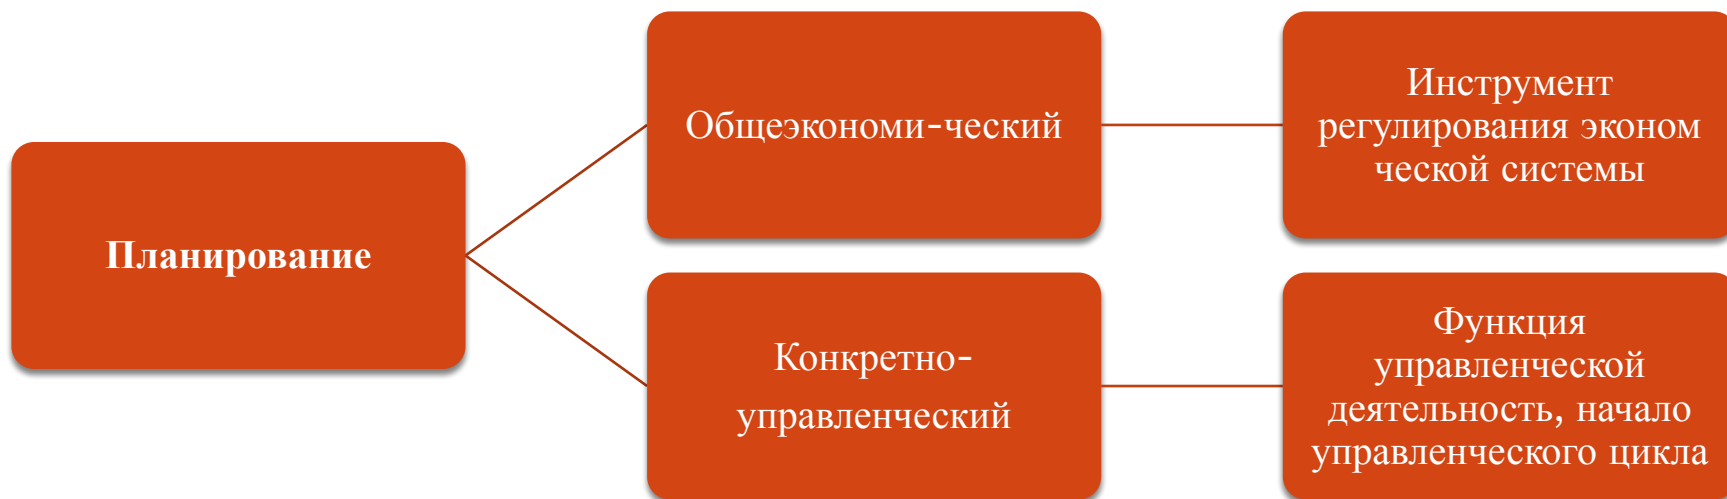 Планирование
Общеэкономи-ческий
Инструмент
регулирования эконом
ческой системы
Конкретно-
управленческий
Функция
управленческой
деятельность, начало
управленческого цикла